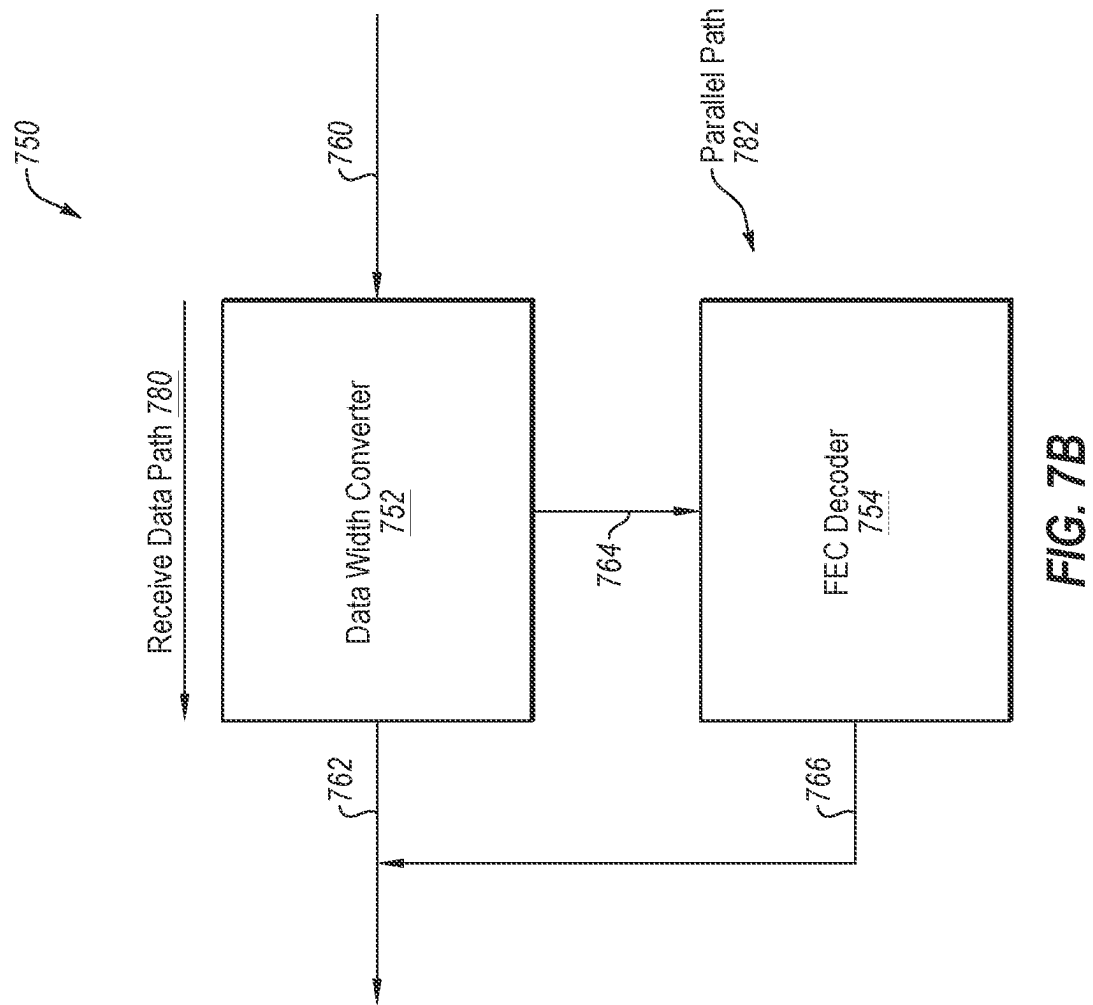 750
Receive Data Path 780
760
Data Width Converter
752
762
764
Parallel Path
782
FEC Decoder
754
766
FIG. 7B